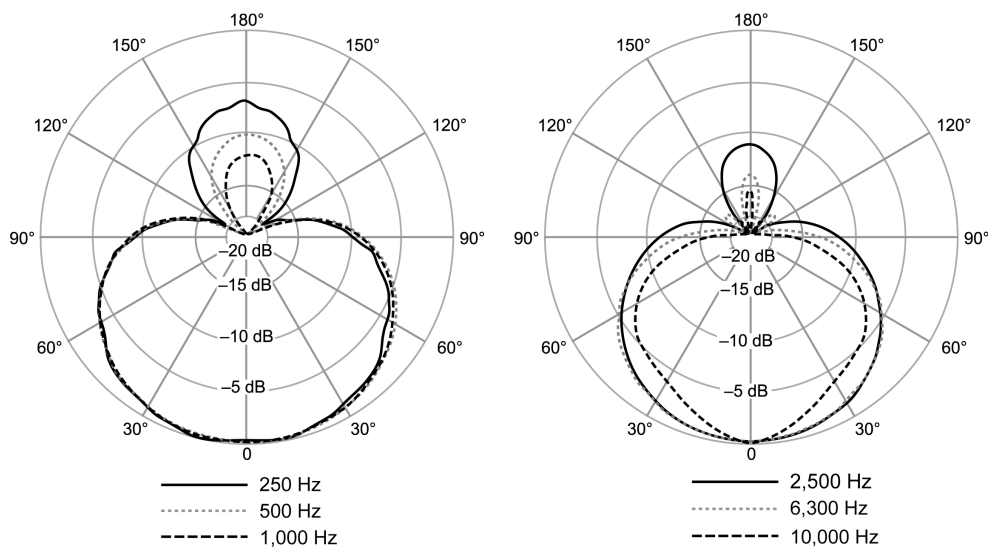 180°
150° 150°
120° 120°
90° 90°
–20 dB
–15 dB
–10 dB
–5 dB
60° 60°
30° 30°
0
250 Hz
500 Hz
1,000 Hz
180°
150° 150°
120° 120°
90° 90°
–20 dB
–15 dB
–10 dB
–5 dB
60° 60°
30° 30°
0
2,500 Hz
6,300 Hz
10,000 Hz